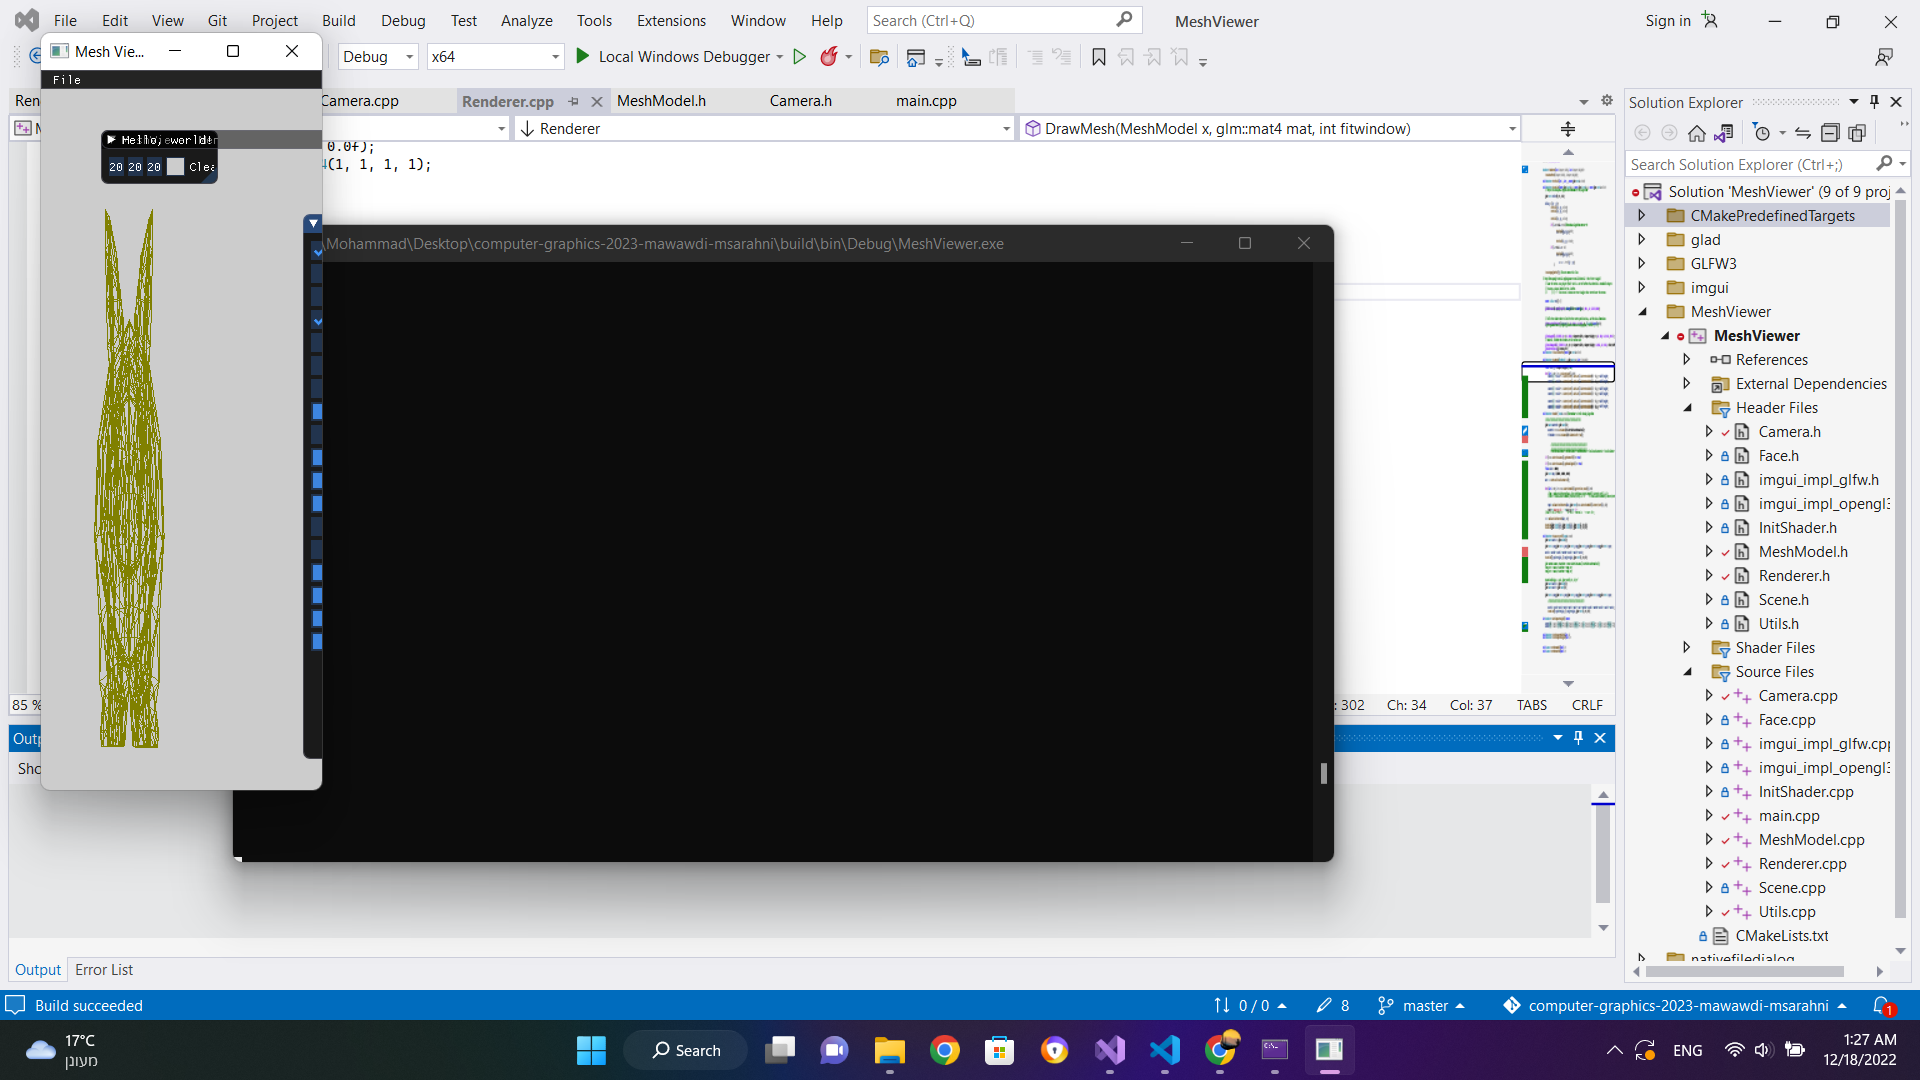 File Edit View Git Project Build Debug Test Analyze Tools Extensions Window Help Search (Ctrl+Q) MeshViewer Sign in
Debug x64 Local Windows Debugger
Mesh Vie...
File
Ren Camera.cpp Renderer.cpp MeshModel.h Camera.h main.cpp
Renderer DrawMesh(MeshModel x, glm::mat4 mat, int fitwindow)
0.0f);
(1, 1, 1, 1);
20 20 20 Clea
\Mohammad\Desktop\computer-graphics-2023-mawawdi-msarahni\build\bin\Debug\MeshViewer.exe
Solution Explorer
Search Solution Explorer (Ctrl+;)
Solution 'MeshViewer' (9 of 9 proj
CMakePredefinedTargets
glad
GLFW3
imgui
MeshViewer
MeshViewer
References
External Dependencies
Header Files
Camera.h
Face.h
imgui_impl_glfw.h
imgui_impl_opengl3
InitShader.h
MeshModel.h
Renderer.h
Scene.h
Utils.h
Shader Files
Source Files
Camera.cpp
Face.cpp
imgui_impl_glfw.cpp
imgui_impl_opengl3
InitShader.cpp
main.cpp
MeshModel.cpp
Renderer.cpp
Scene.cpp
Utils.cpp
CMakeLists.txt
nativefiledialog
85 % : 302 Ch: 34 Col: 37 TABS CRLF
Outp
Sho
Output Error List
Build succeeded 0 / 0 8 master computer-graphics-2023-mawawdi-msarahni 1
17°C
מעונן
Search
ENG
1:27 AM
12/18/2022